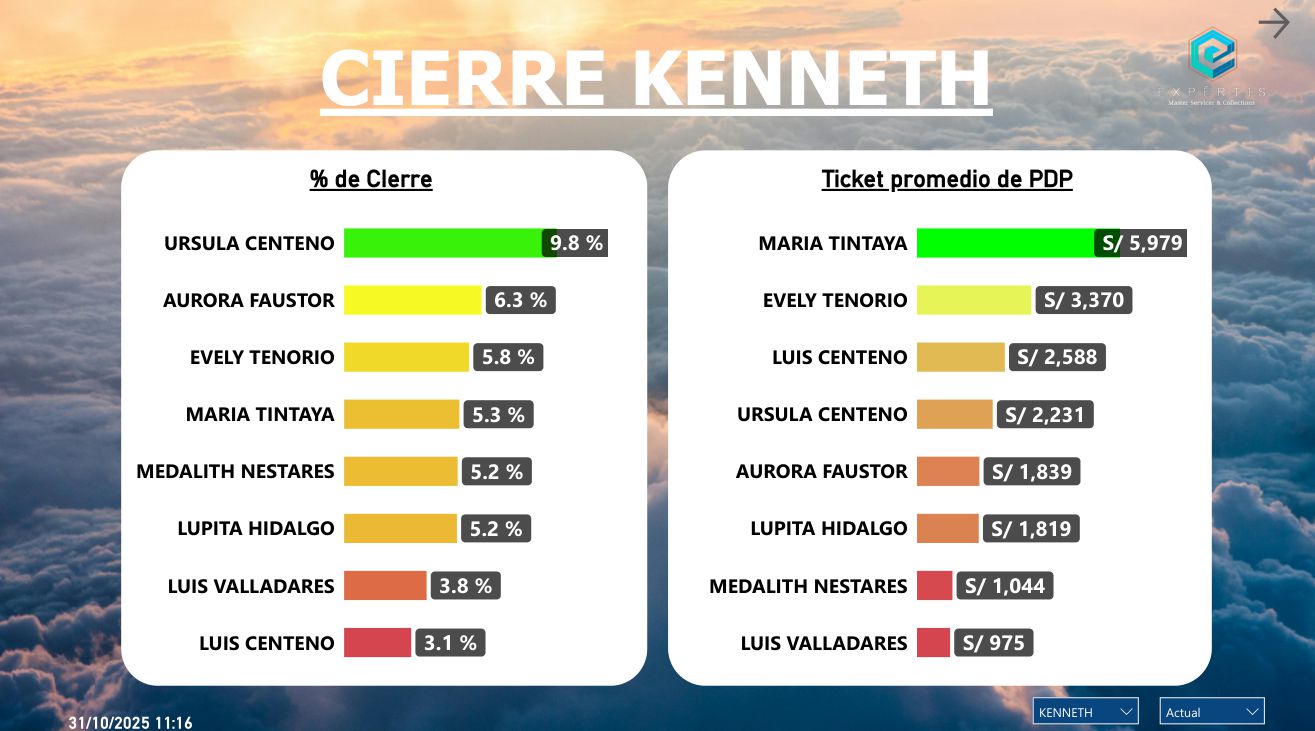 CIERRE KENNETH
EXPERTIS
Master Servicer & Collections
% de CIerre
URSULA CENTENO 9.8 %
AURORA FAUSTOR 6.3 %
EVELY TENORIO 5.8 %
MARIA TINTAYA 5.3 %
MEDALITH NESTARES 5.2 %
LUPITA HIDALGO 5.2 %
LUIS VALLADARES 3.8 %
LUIS CENTENO 3.1 %
Ticket promedio de PDP
MARIA TINTAYA S/ 5,979
EVELY TENORIO S/ 3,370
LUIS CENTENO S/ 2,588
URSULA CENTENO S/ 2,231
AURORA FAUSTOR S/ 1,839
LUPITA HIDALGO S/ 1,819
MEDALITH NESTARES S/ 1,044
LUIS VALLADARES S/ 975
31/10/2025 11:16
KENNETH
Actual